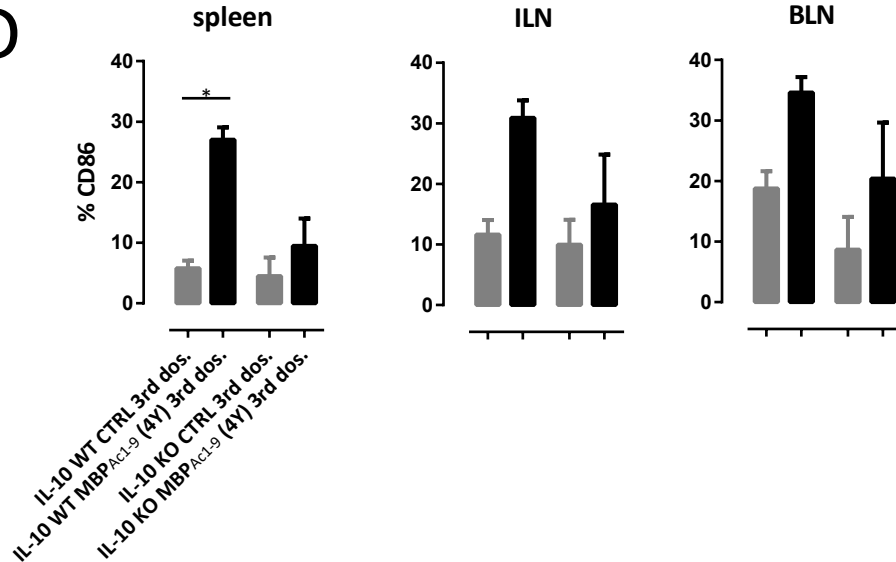 spleen
ILN
BLN
% CD86
40
30
20
10
0
*
40
30
20
10
0
40
30
20
10
0
IL-10 WT CTRL 3rd dos.
IL-10 WT MBPAc1-9 (4Y) 3rd dos.
IL-10 KO CTRL 3rd dos.
IL-10 KO MBPAc1-9 (4Y) 3rd dos.